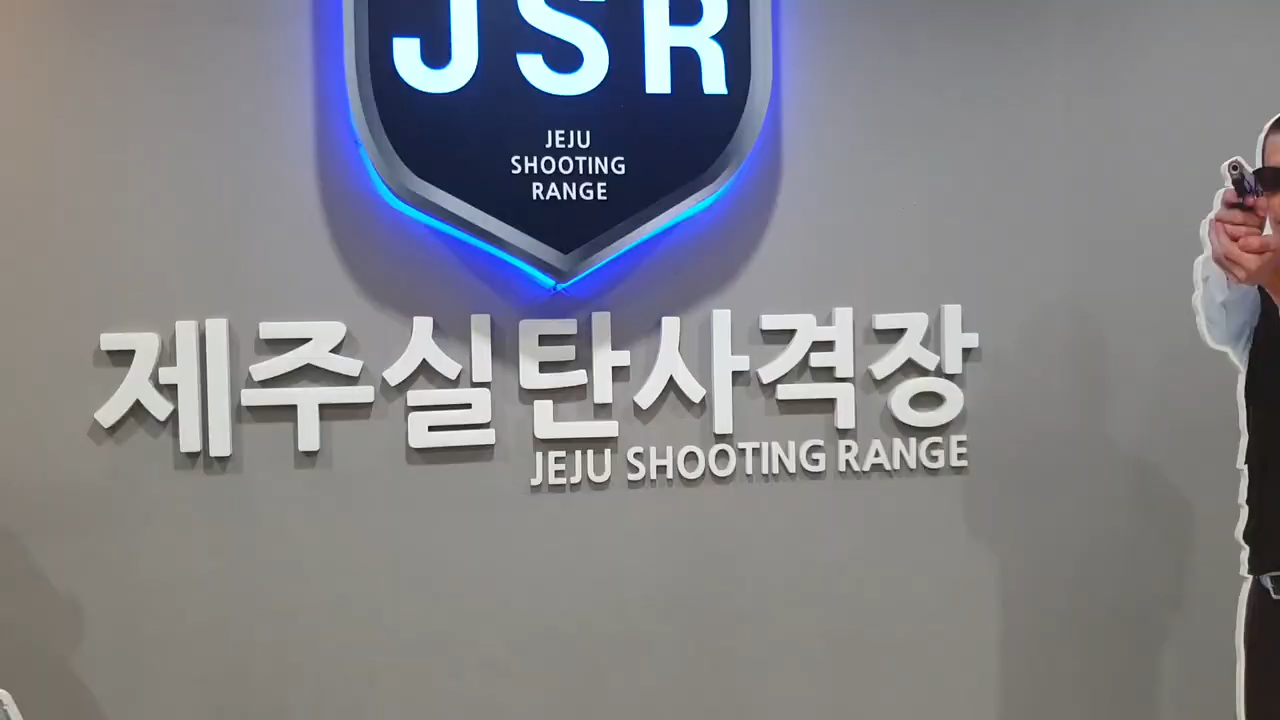 JSR
JEJU
SHOOTING
RANGE
제주실탄사격장
JEJU SHOOTING RANGE